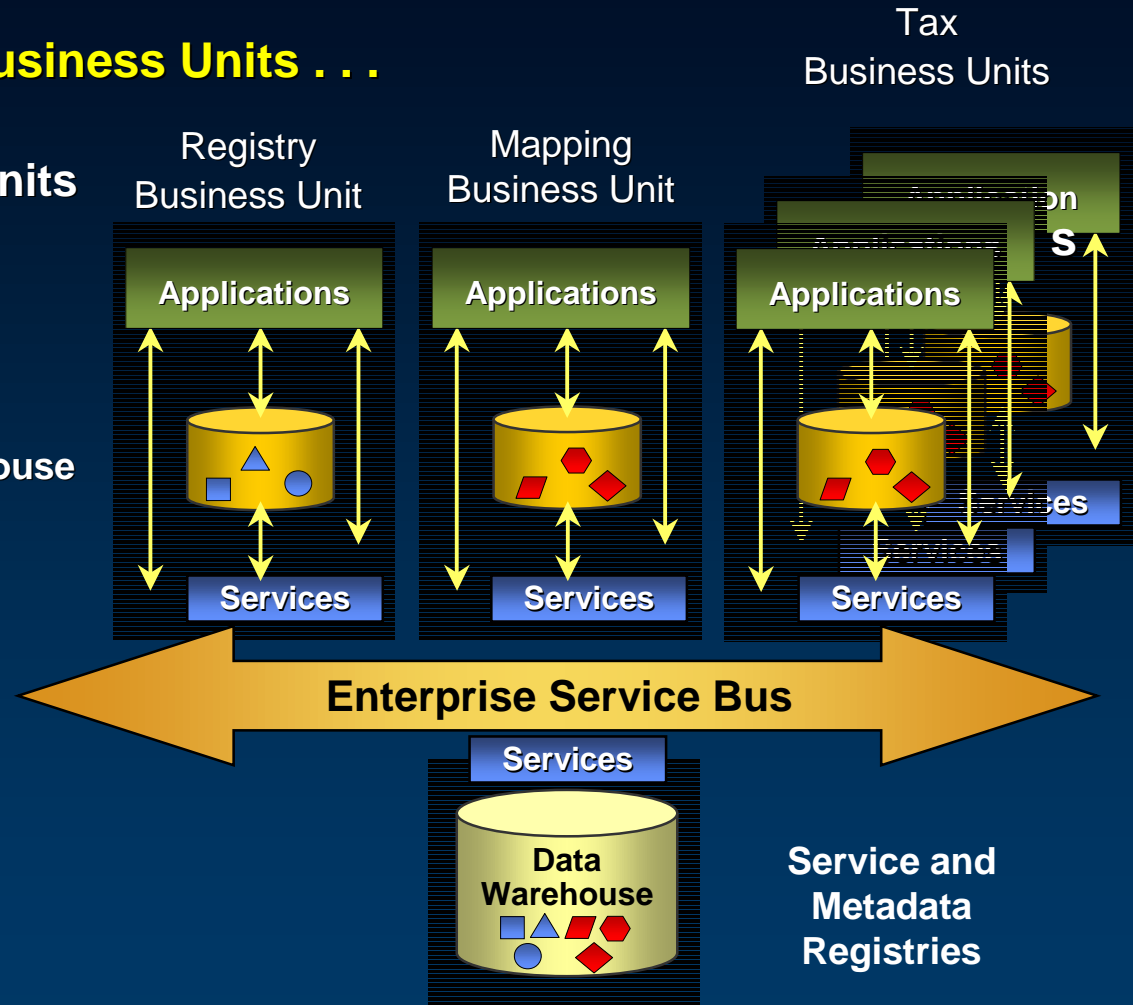 usiness Units . . .
nits
ouse
Registry
Business Unit
Mapping
Business Unit
Tax
Business Units
Applications
Applications
Applications
s
Services
Services
Services
Enterprise Service Bus
Services
Data
Warehouse
Service and
Metadata
Registries